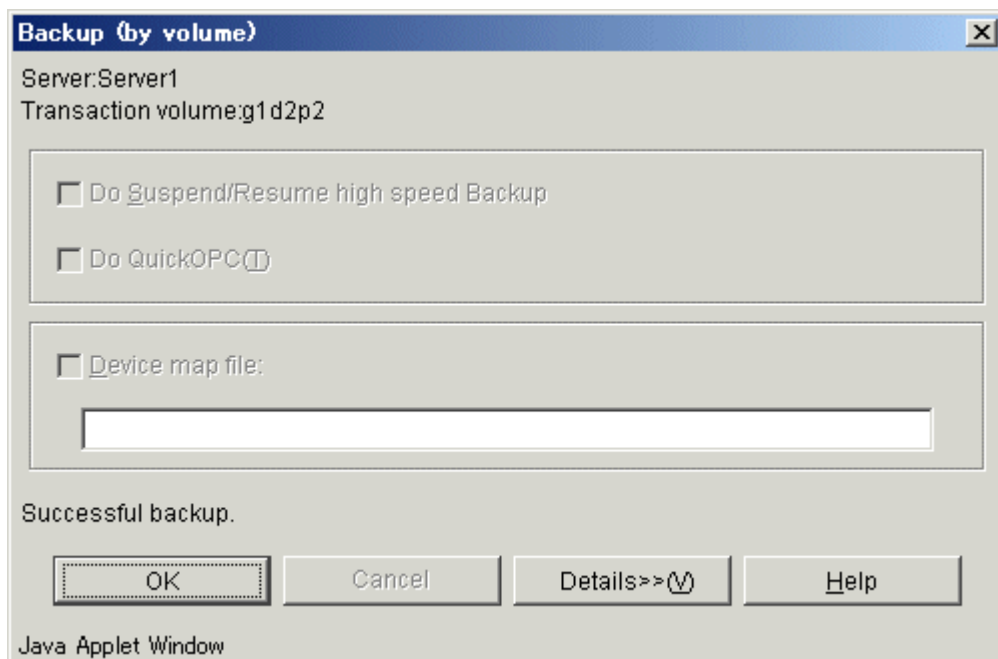 Backup (by volume)
Server:Server1
Transaction volume:g1d2p2
Do Suspend/Resume high speed Backup
Do QuickOPC(T)
Device map file:
Successful backup.
OK Cancel Details>>(V) Help
Java Applet Window